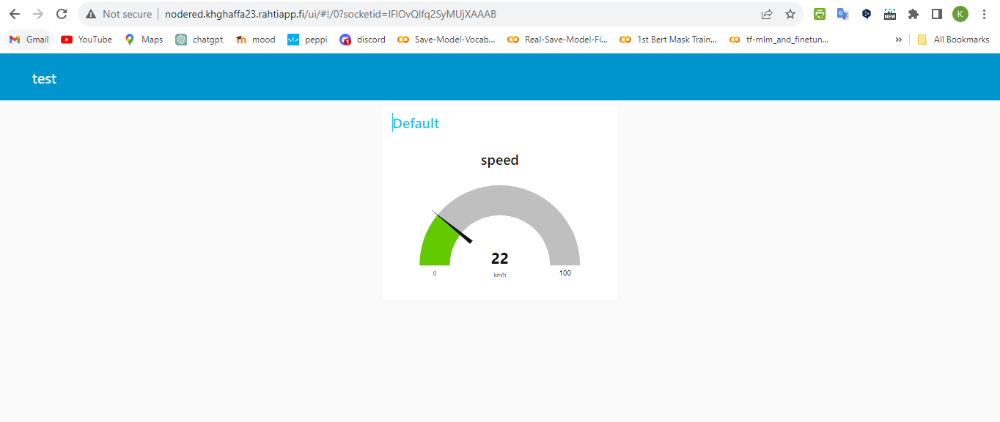 Not secure nodered.khghaffa23.rahtiapp.fi/ui/#!/0?socketid=IFIOvQIfq2SyMUjXAAAB NEW K
Gmail YouTube Maps chatgpt mood peppi discord Save-Model-Vocab... Real-Save-Model-Fi... 1st Bert Mask Train... tf-mlm_and_finetun... » All Bookmarks
test
Default
speed
22
0 km/h 100